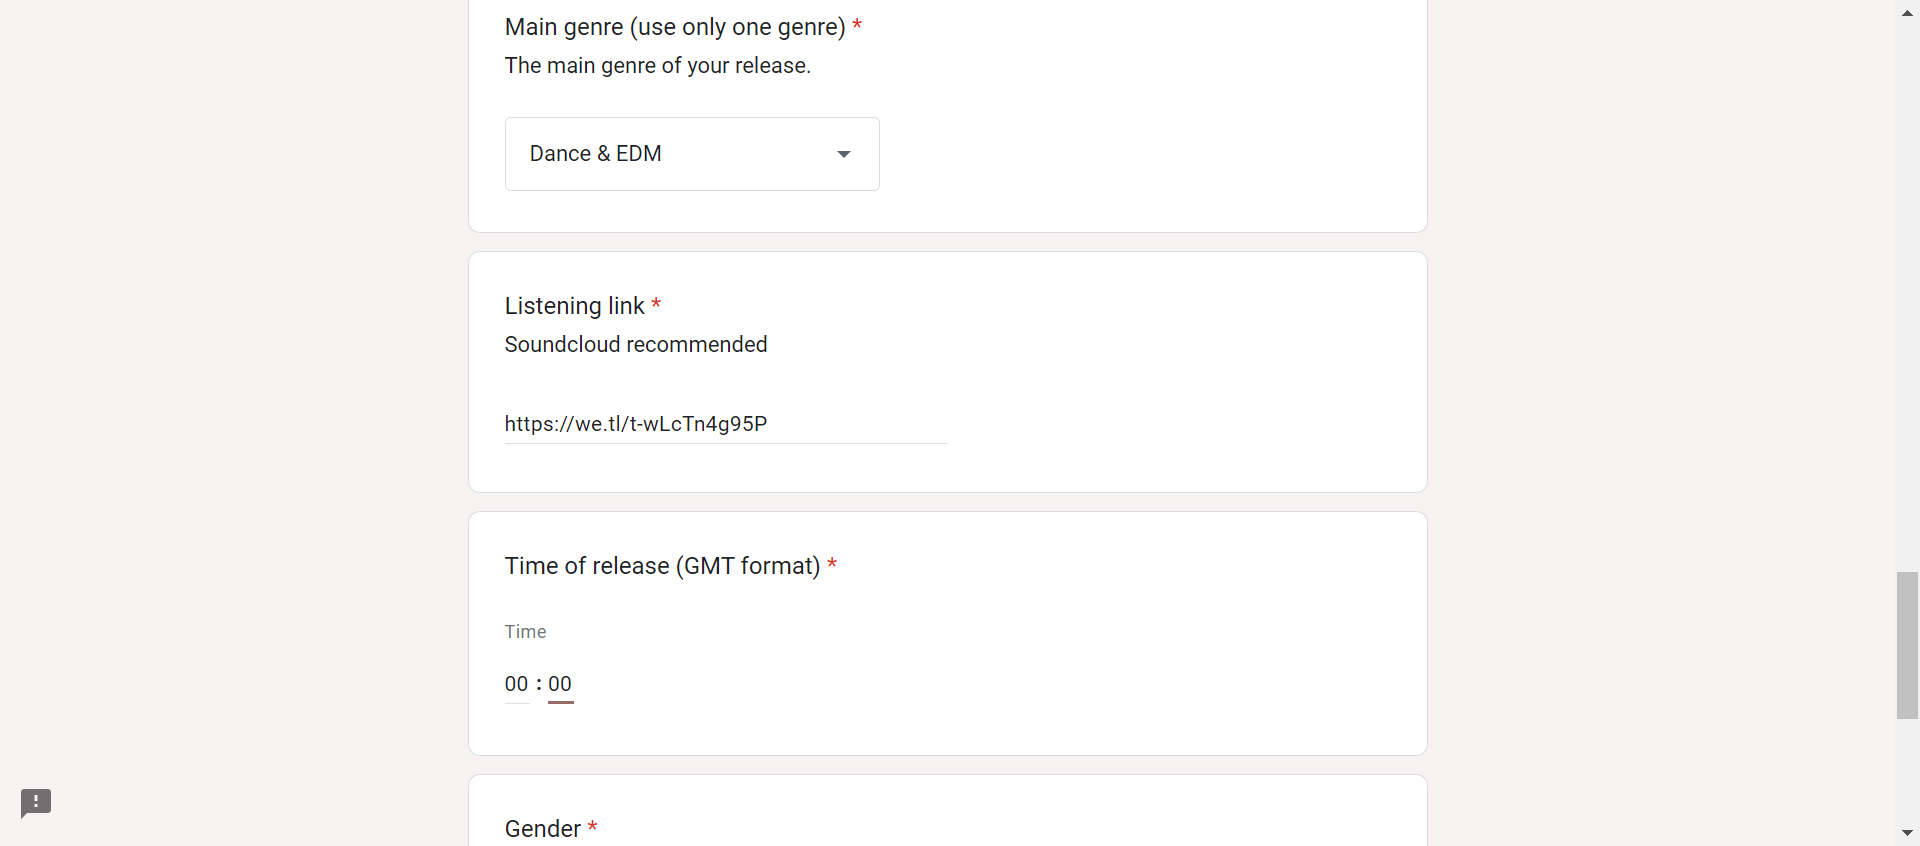 Main genre (use only one genre) *
The main genre of your release.
Dance & EDM
Listening link *
Soundcloud recommended
https://we.tl/t-wLcTn4g95P
Time of release (GMT format) *
Time
00 : 00
Gender *